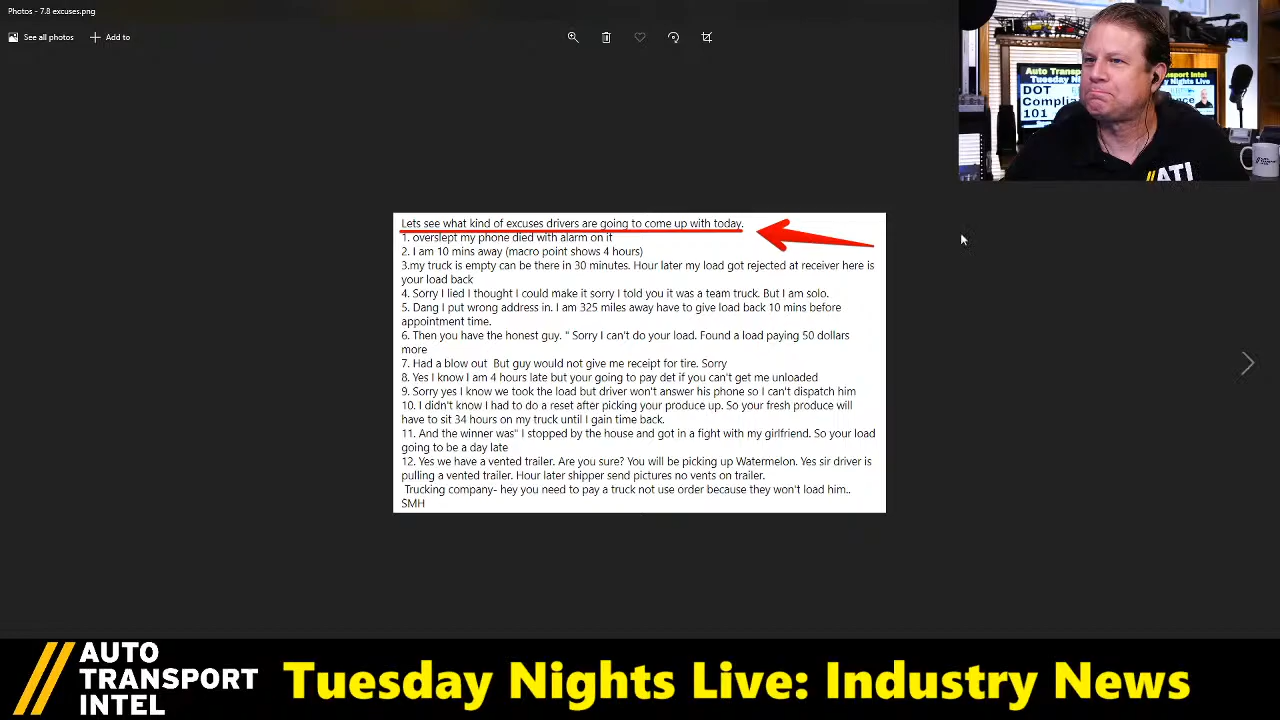 Photos - 7.8 excuses.png
See all photos
Add to
Auto Trans
Tuesday Ni
DOT
Complia
101
nsport Intel
Nights Live
ATI
Lets see what kind of excuses drivers are going to come up with today.
1. overslept my phone died with alarm on it
2. I am 10 mins away (macro point shows 4 hours)
3.my truck is empty can be there in 30 minutes. Hour later my load got rejected at receiver here is
your load back
4. Sorry I lied I thought I could make it sorry I told you it was a team truck. But I am solo.
5. Dang I put wrong address in. I am 325 miles away have to give load back 10 mins before
appointment time.
6. Then you have the honest guy. " Sorry I can't do your load. Found a load paying 50 dollars
more
7. Had a blow out But guy would not give me receipt for tire. Sorry
8. Yes I know I am 4 hours late but your going to pay det if you can't get me unloaded
9. Sorry yes I know we took the load but driver won't answer his phone so I can't dispatch him
10. I didn't know I had to do a reset after picking your produce up. So your fresh produce will
have to sit 34 hours on my truck until I gain time back.
11. And the winner was" I stopped by the house and got in a fight with my girlfriend. So your load
going to be a day late
12. Yes we have a vented trailer. Are you sure? You will be picking up Watermelon. Yes sir driver is
pulling a vented trailer. Hour later shipper send pictures no vents on trailer.
Trucking company- hey you need to pay a truck not use order because they won't load him..
SMH
AUTO
TRANSPORT
INTEL
Tuesday Nights Live: Industry News